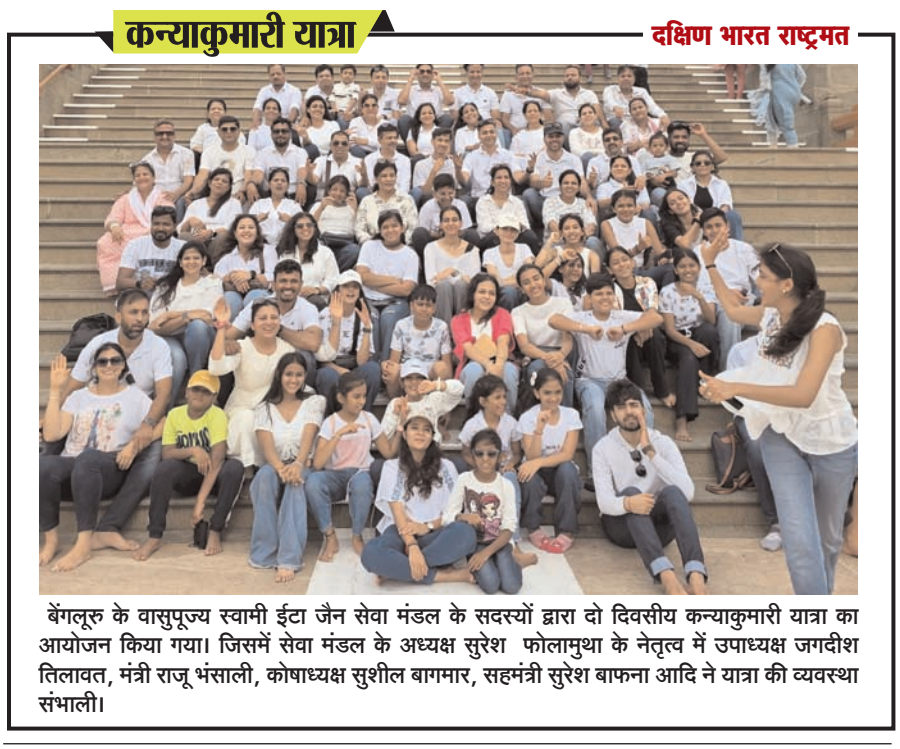 कन्याकुमारी यात्रा
दक्षिण भारत राष्ट्रमत
बेंगलूरु के वासुपूज्य स्वामी ईटा जैन सेवा मंडल के सदस्यों द्वारा दो दिवसीय कन्याकुमारी यात्रा का
आयोजन किया गया। जिसमें सेवा मंडल के अध्यक्ष सुरेश फोलामुथा के नेतृत्व में उपाध्यक्ष जगदीश
तिलावत, मंत्री राजू भंसाली, कोषाध्यक्ष सुशील बागमार, सहमंत्री सुरेश बाफना आदि ने यात्रा की व्यवस्था
संभाली।